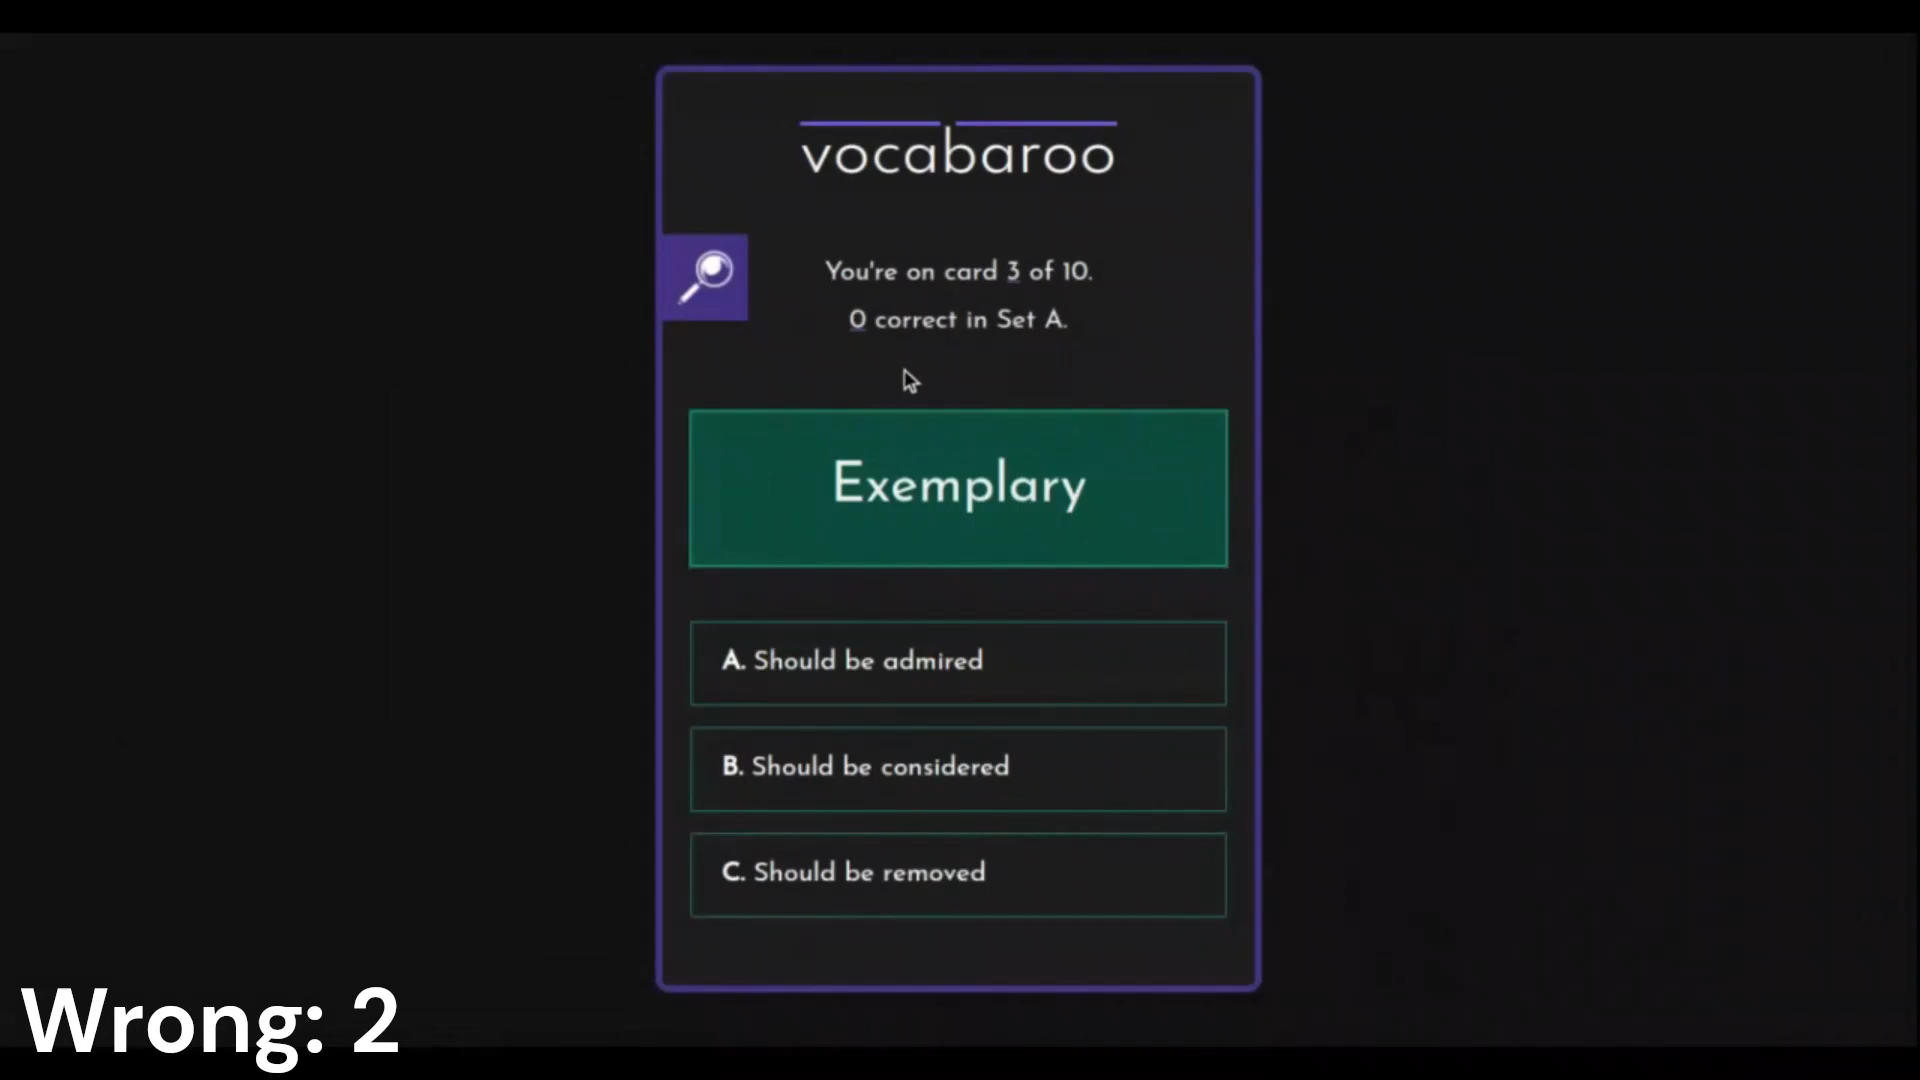 vocabaroo
You're on card 3 of 10.
0 correct in Set A.
Exemplary
A. Should be admired
B. Should be considered
C. Should be removed
Wrong: 2